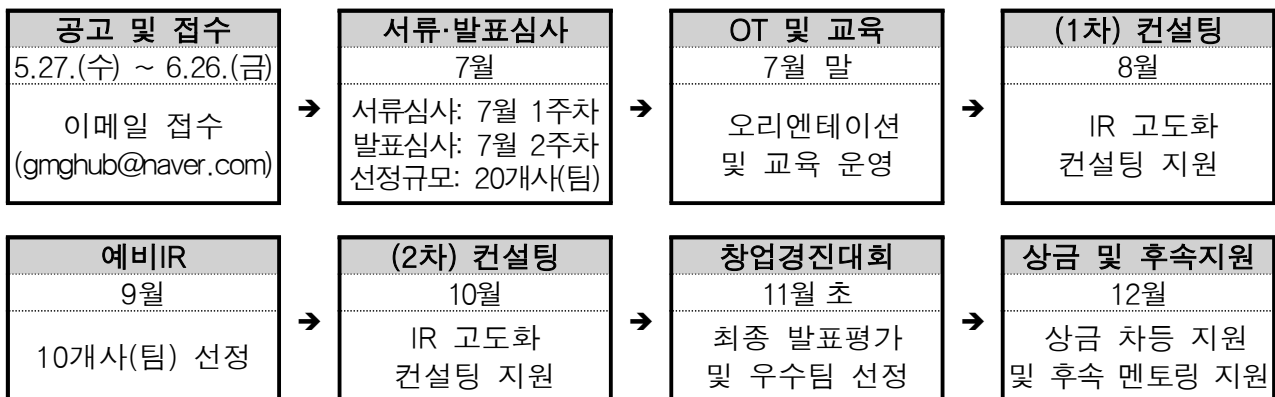 공고 및 접수
5.27.(수) ~ 6.26.(금)
이메일 접수
(gmghub@naver.com)
➔
서류·발표심사
7월
서류심사: 7월 1주차
발표심사: 7월 2주차
선정규모: 20개사(팀)
➔
OT 및 교육
7월 말
오리엔테이션
및 교육 운영
➔
(1차) 컨설팅
8월
IR 고도화
컨설팅 지원
예비IR
9월
10개사(팀) 선정
➔
(2차) 컨설팅
10월
IR 고도화
컨설팅 지원
➔
창업경진대회
11월 초
최종 발표평가
및 우수팀 선정
➔
상금 및 후속지원
12월
상금 차등 지원
및 후속 멘토링 지원